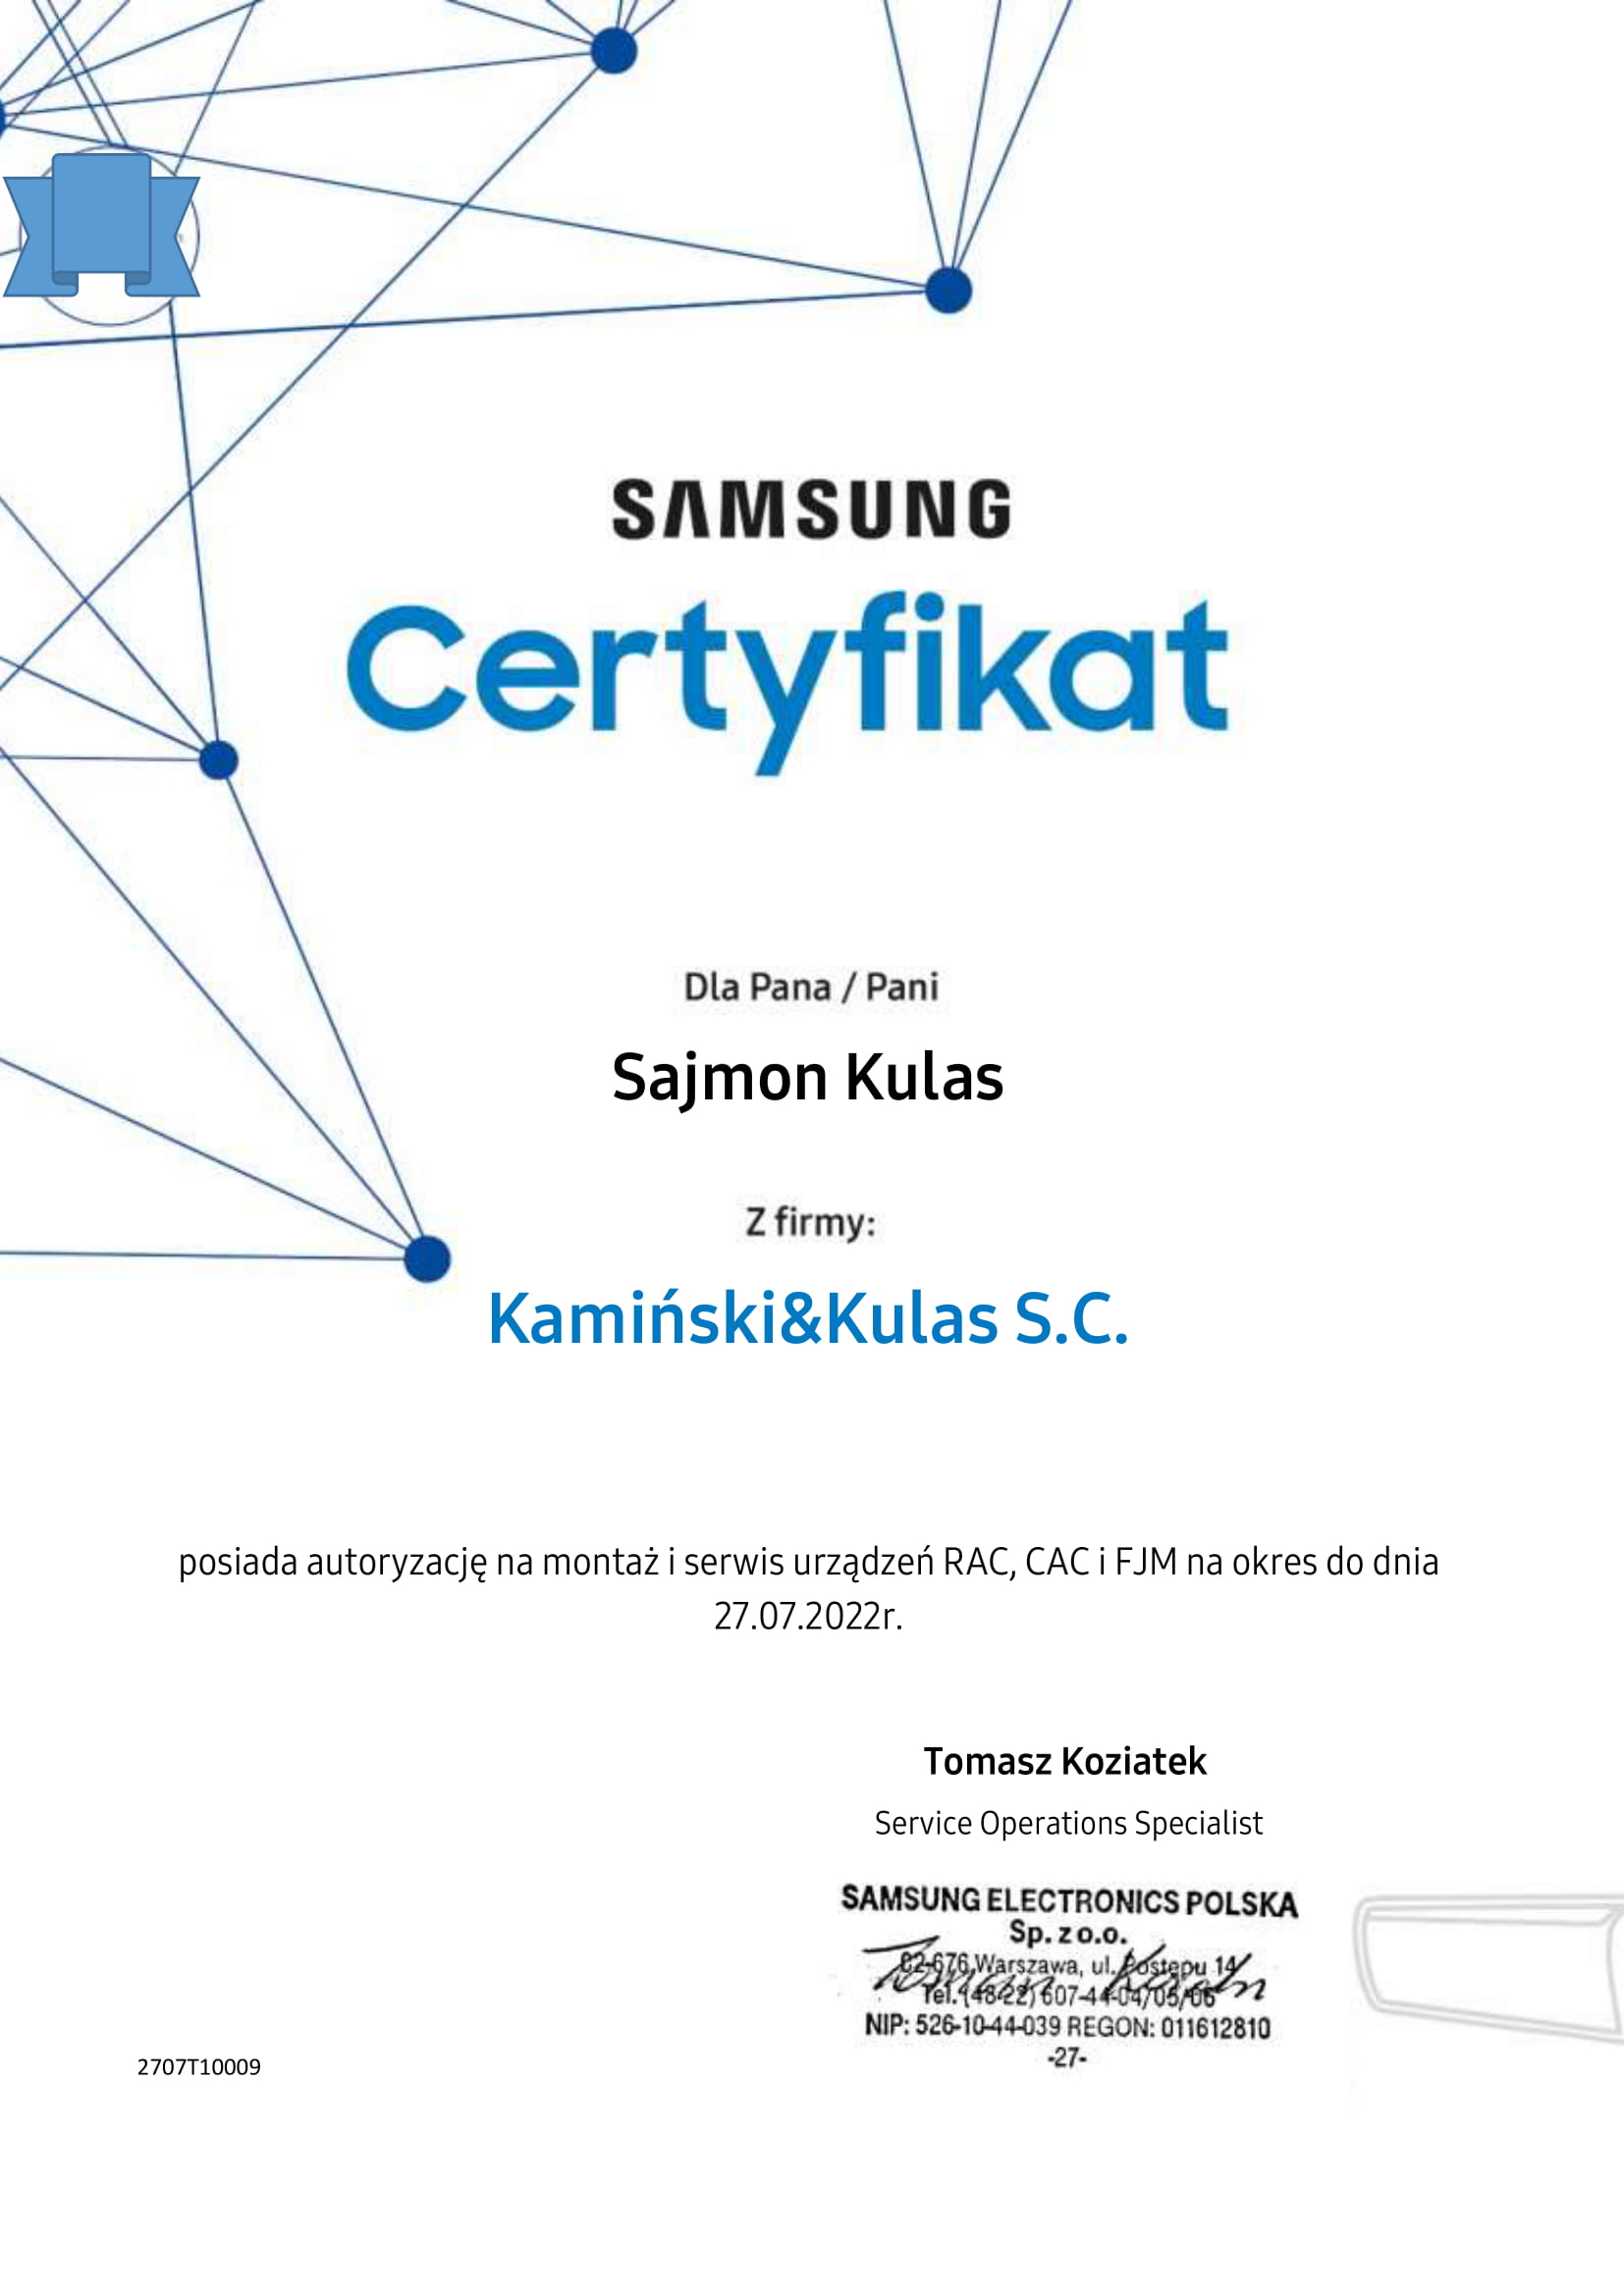 SAMSUNG
Certyfikat
Dla Pana / Pani
Sajmon Kulas
Z firmy:
Kamiński&Kulas S.C.
posiada autoryzację na montaż i serwis urządzeń RAC, CAC i FJM na okres do dnia
27.07.2022r.
Tomasz Koziatek
Service Operations Specialist
SAMSUNG ELECTRONICS POLSKA
Sp. z o.o.
02-676 Warszawa, ul. Postępu 14
Tel. (48-22) 607-44-04/05/06
NIP: 526-10-44-039 REGON: 011612810
-27-
2707T10009